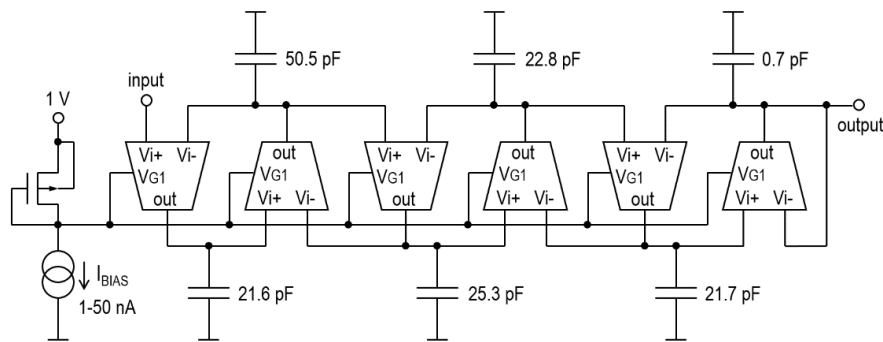 50.5 pF
22.8 pF
0.7 pF
input
1 V
output
Vi+ Vi-
out
Vi+ Vi-
out
Vi+ Vi-
out
VG1
VG1
VG1
VG1
VG1
VG1
out
Vi+ Vi-
out
Vi+ Vi-
out
Vi+ Vi-
IBIAS
1-50 nA
21.6 pF
25.3 pF
21.7 pF